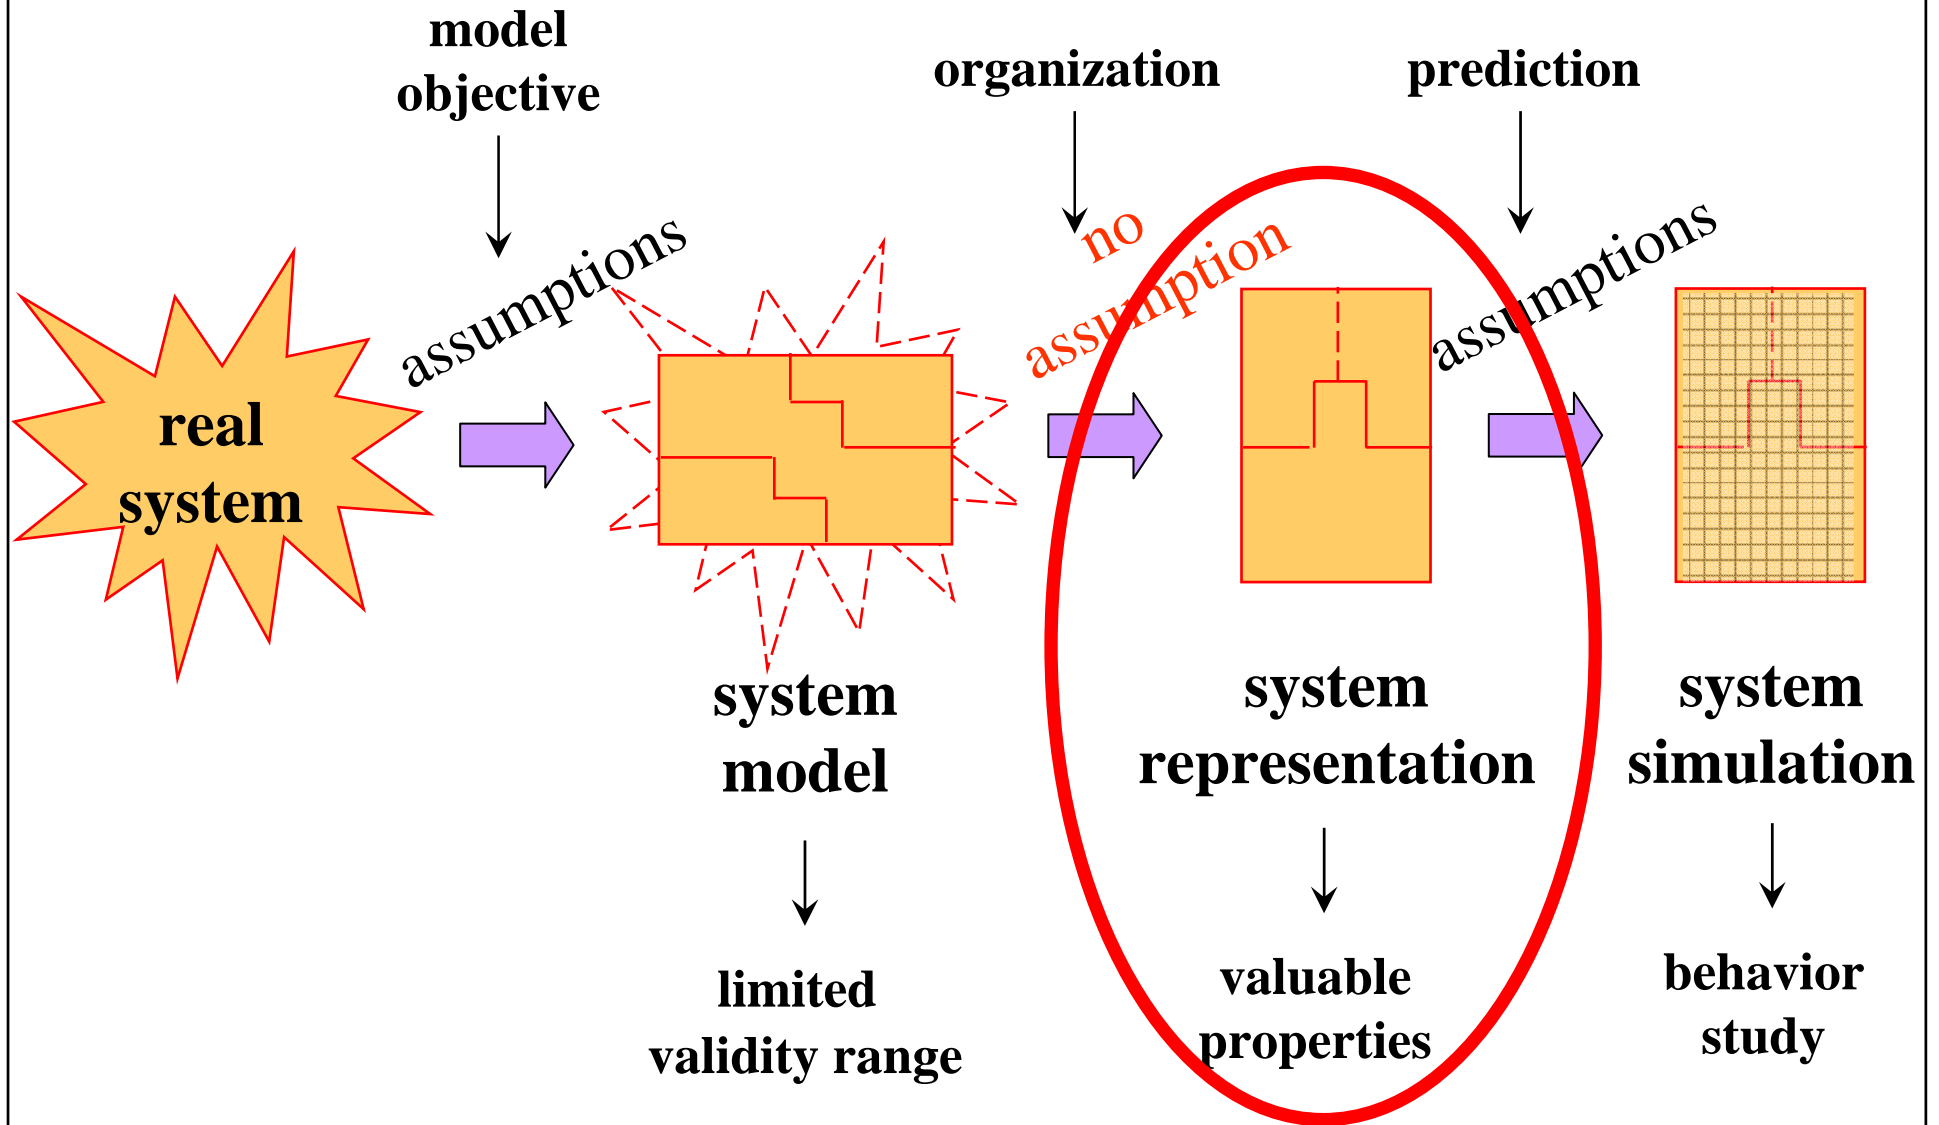 model
objective
organization
prediction
assumptions
no
assumption
assumptions
real
system
system
model
system
representation
system
simulation
limited
validity range
valuable
properties
behavior
study